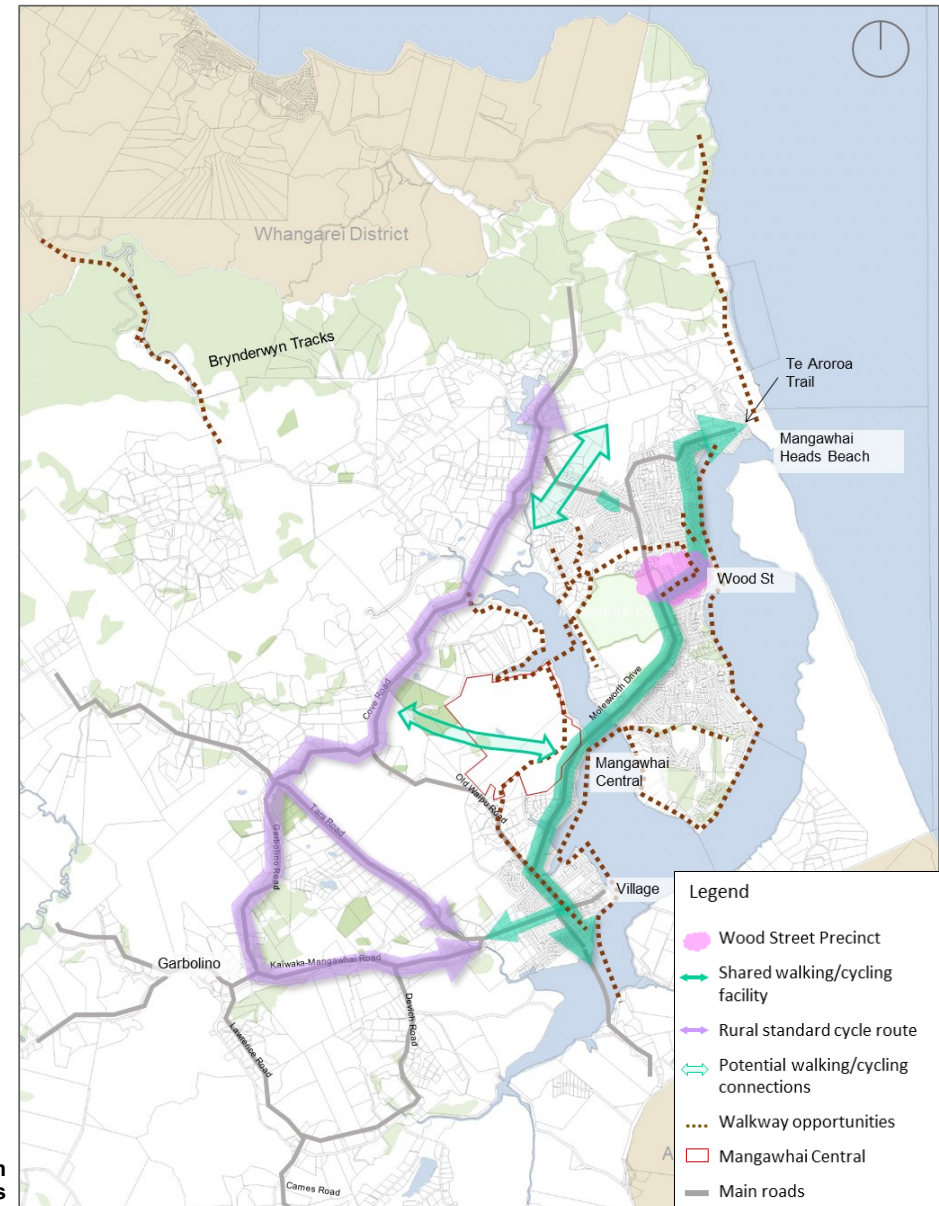 Whangarei District
Brynderwyn Tracks
Te Aroroa
Trail
Mangawhai
Heads Beach
Wood St
Molesworth Drive
Cove Road
Mangawhai
Central
Old Waipu Road
Tara Road
Garbolino Road
Village
Garbolino
Kaiwaka-Mangawhai Road
Devich Road
Lawrence Road
Cames Road
Legend
Wood Street Precinct
Shared walking/cycling
facility
Rural standard cycle route
Potential walking/cycling
connections
Walkway opportunities
Mangawhai Central
Main roads
A
n
s